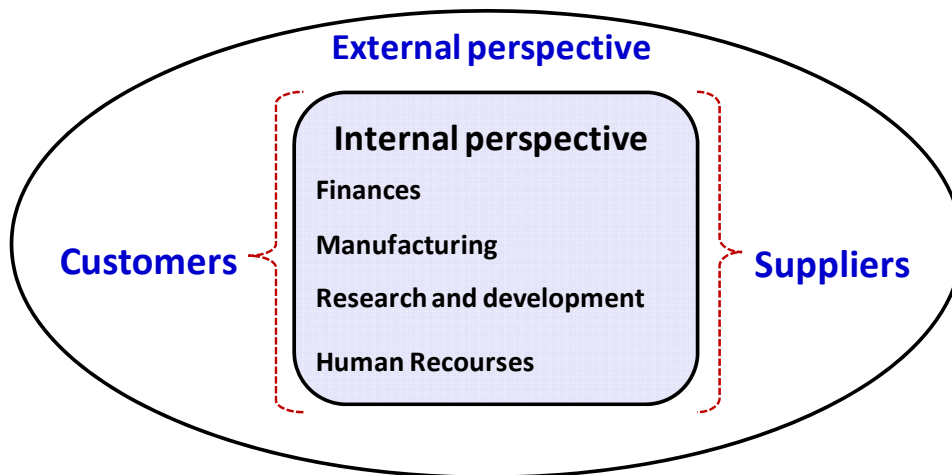 External perspective
Internal perspective
Finances
Manufacturing
Customers
Suppliers
Research and development
Human Recourses